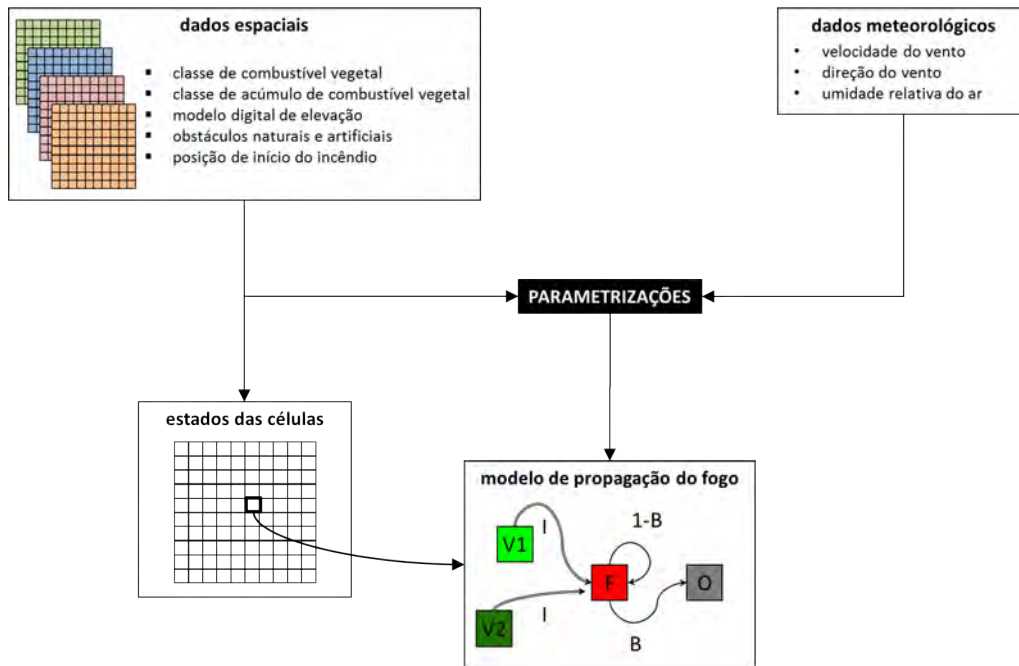 dados espaciais
classe de combustível vegetal
classe de acúmulo de combustível vegetal
modelo digital de elevação
obstáculos naturais e artificiais
posição de início do incêndio
dados meteorológicos
velocidade do vento
direção do vento
umidade relativa do ar
PARAMETRIZAÇÕES
estados das células
modelo de propagação do fogo
1-B
I
V1
F
O
V2
I
B